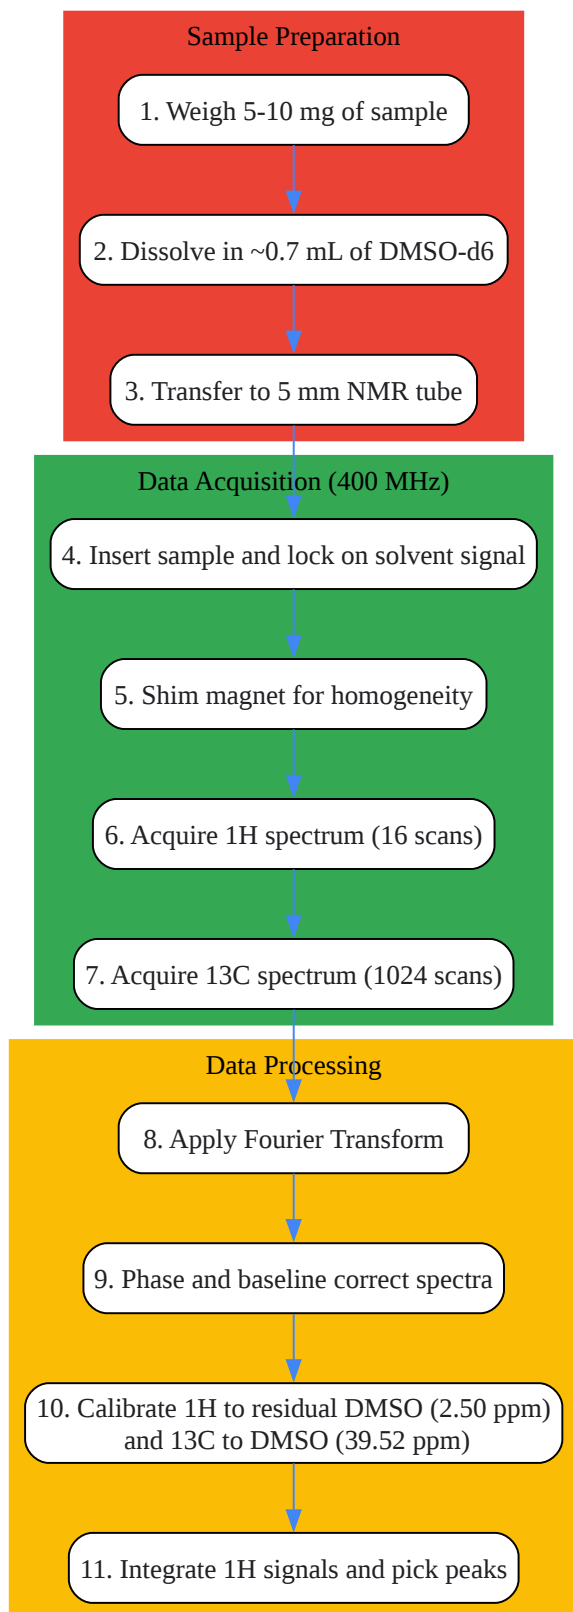 Sample Preparation
1. Weigh 5-10 mg of sample
2. Dissolve in ~0.7 mL of DMSO-d6
3. Transfer to 5 mm NMR tube
Data Acquisition (400 MHz)
4. Insert sample and lock on solvent signal
5. Shim magnet for homogeneity
6. Acquire 1H spectrum (16 scans)
7. Acquire 13C spectrum (1024 scans)
Data Processing
8. Apply Fourier Transform
9. Phase and baseline correct spectra
10. Calibrate 1H to residual DMSO (2.50 ppm)
and 13C to DMSO (39.52 ppm)
11. Integrate 1H signals and pick peaks